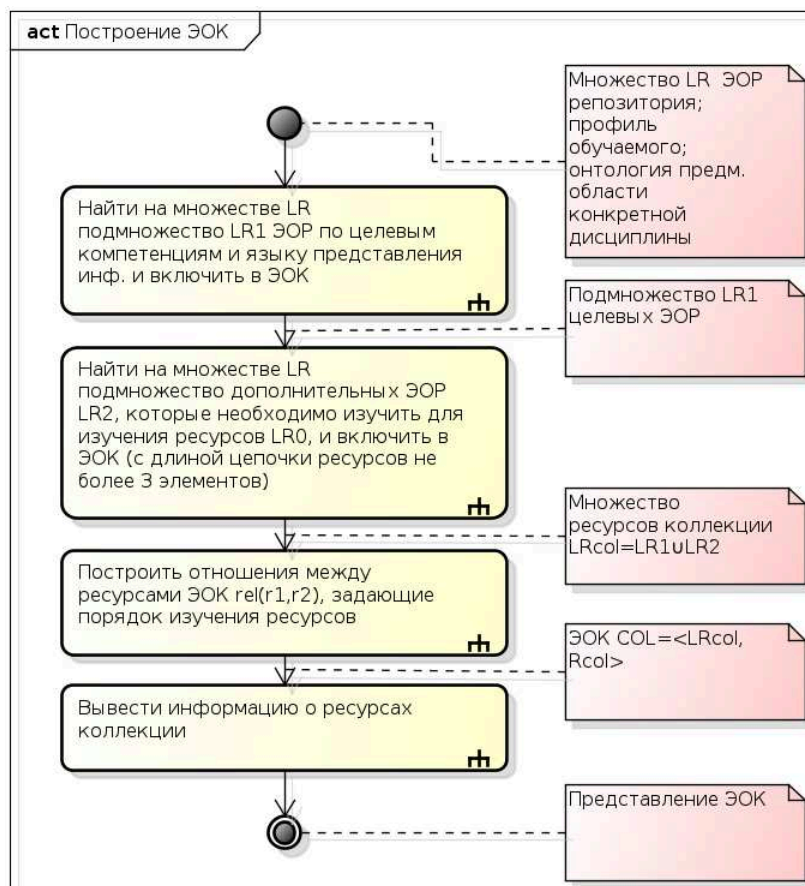 act Построение ЭОК
Множество LR ЭОР
репозитория;
профиль
обучаемого;
онтология предм.
области
конкретной
дисциплины
Найти на множестве LR
подмножество LR1 ЭОР по целевым
компетенциям и языку представления
инф. и включить в ЭОК
Подмножество LR1
целевых ЭОР
Найти на множестве LR
подмножество дополнительных ЭОР
LR2, которые необходимо изучить для
изучения ресурсов LR0, и включить в
ЭОК (с длиной цепочки ресурсов не
более 3 элементов)
Множество
ресурсов коллекции
LRcol=LR1∪LR2
Построить отношения между
ресурсами ЭОК rel(r1,r2), задающие
порядок изучения ресурсов
ЭОК COL=<LRcol,
Rcol>
Вывести информацию о ресурсах
коллекции
Представление ЭОК